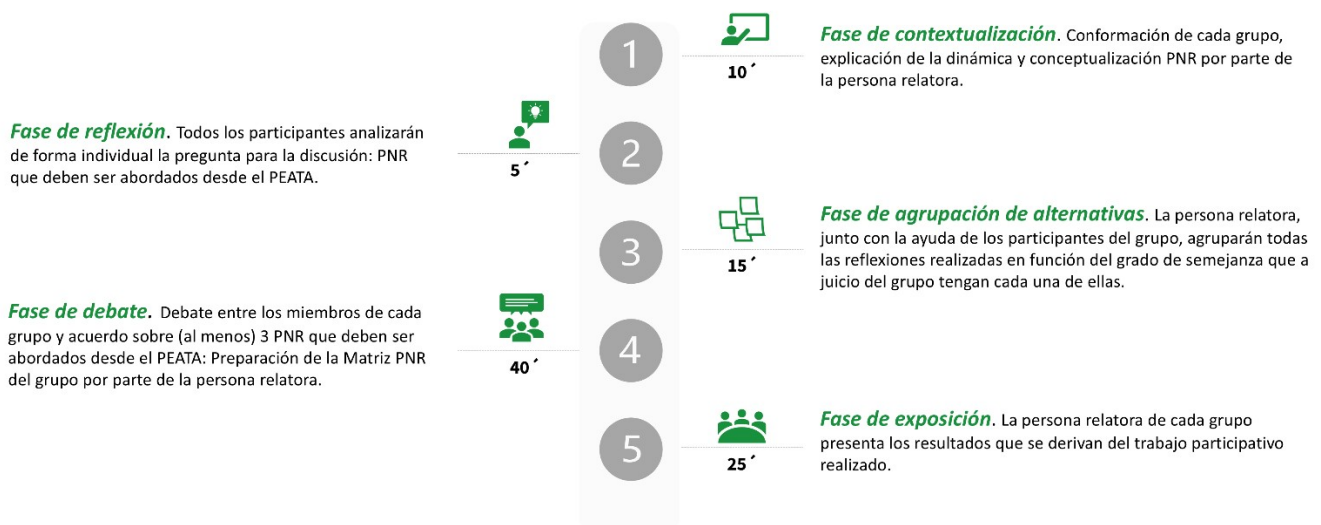 1
10´
Fase de contextualización. Conformación de cada grupo,
explicación de la dinámica y conceptualización PNR por parte de
la persona relatora.
Fase de reflexión. Todos los participantes analizarán
de forma individual la pregunta para la discusión: PNR
que deben ser abordados desde el PEATA.
5´
2
3
15´
Fase de agrupación de alternativas. La persona relatora,
junto con la ayuda de los participantes del grupo, agruparán todas
las reflexiones realizadas en función del grado de semejanza que a
juicio del grupo tengan cada una de ellas.
Fase de debate. Debate entre los miembros de cada
grupo y acuerdo sobre (al menos) 3 PNR que deben ser
abordados desde el PEATA: Preparación de la Matriz PNR
del grupo por parte de la persona relatora.
40´
4
5
25´
Fase de exposición. La persona relatora de cada grupo
presenta los resultados que se derivan del trabajo participativo
realizado.